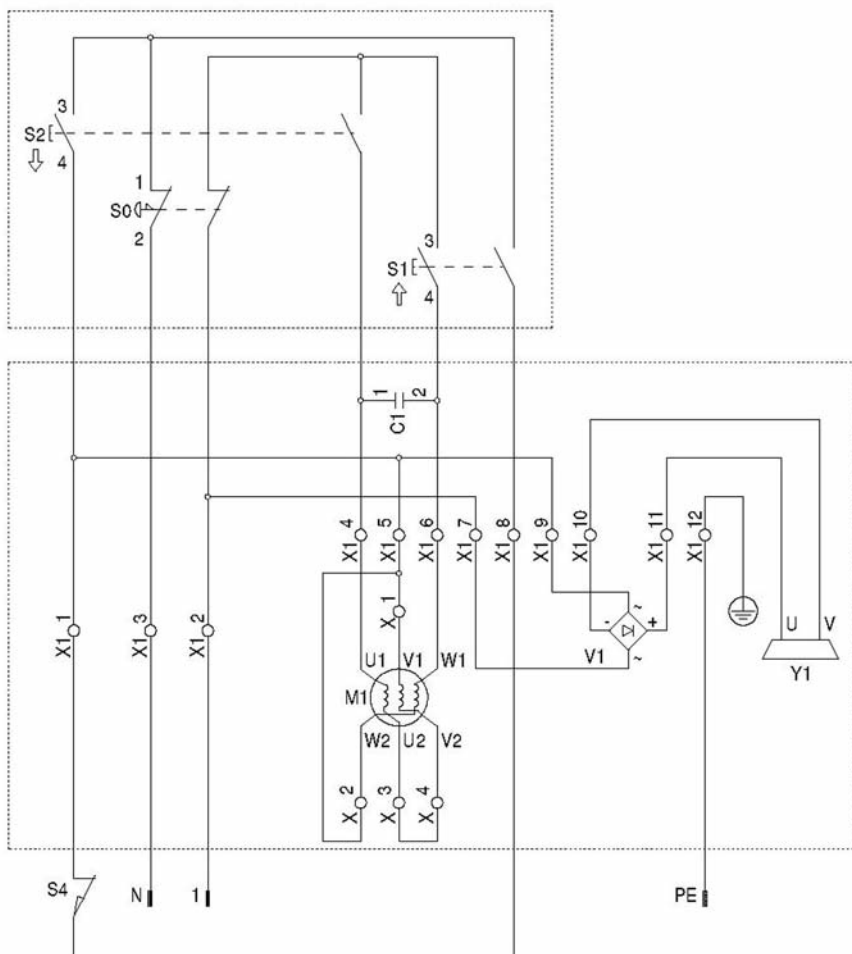 3
S2
4
1
S0
2
3
S1
4
1
2
C1
X1 4
X1 5
X1 6
X1 7
X1 8
X1 9
X1 10
X1 11
X1 12
X 1
X1 1
X1 3
X1 2
- ~ +
~
V1
U V
Y1
U1 V1 W1
M1
W2 U2 V2
X 2
X 3
X 4
S4
N
1
PE